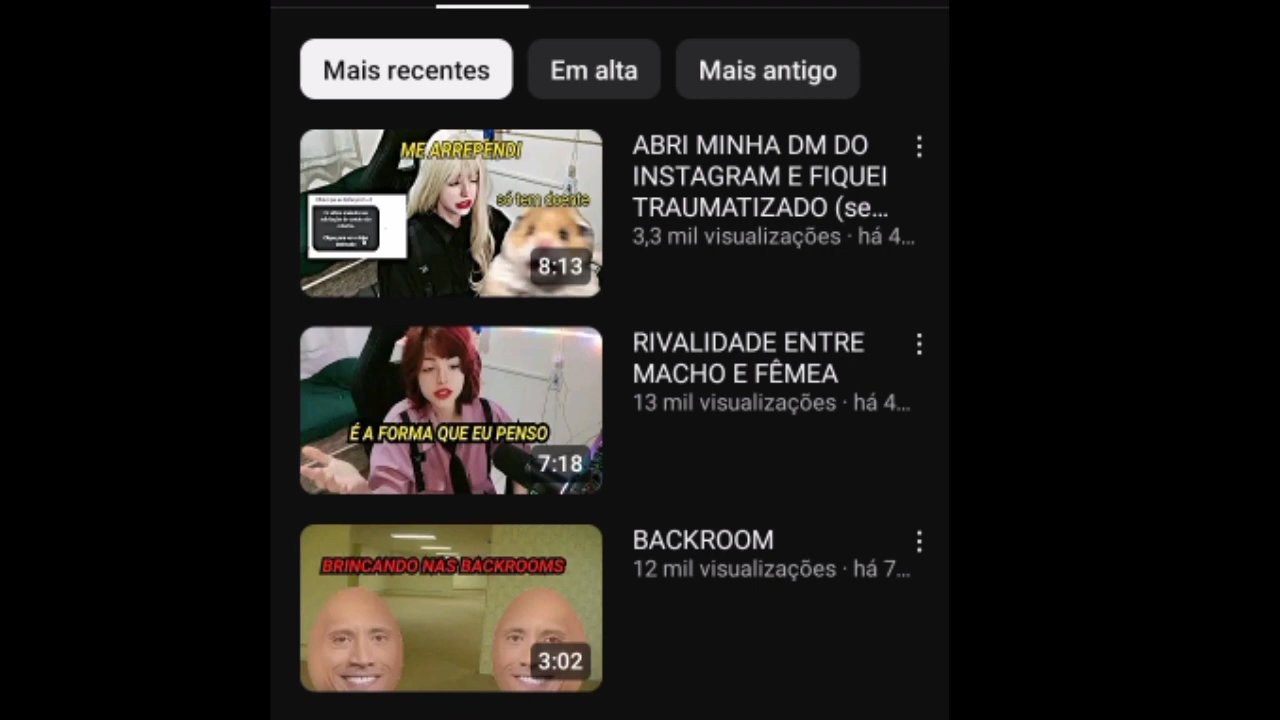 Mais recentes
Em alta
Mais antigo
ME ARREPENDI
só tem doente
8:13
ABRI MINHA DM DO
INSTAGRAM E FIQUEI
TRAUMATIZADO (se...
3,3 mil visualizações · há 4...
É A FORMA QUE EU PENSO
7:18
RIVALIDADE ENTRE
MACHO E FÊMEA
13 mil visualizações · há 4...
BRINCANDO NAS BACKROOMS
3:02
BACKROOM
12 mil visualizações · há 7...